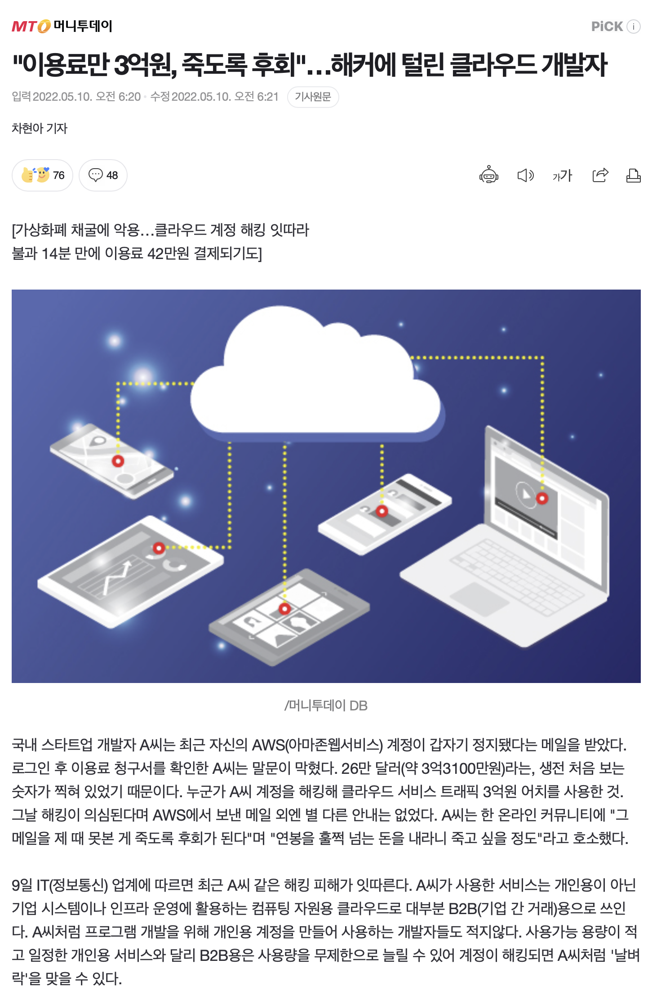 MTO 머니투데이
PiCK i
"이용료만 3억원, 죽도록 후회"…해커에 털린 클라우드 개발자
입력 2022.05.10. 오전 6:20 · 수정 2022.05.10. 오전 6:21 기사원문
차현아 기자
76 48 가가
[가상화폐 채굴에 악용…클라우드 계정 해킹 잇따라
불과 14분 만에 이용료 42만원 결제되기도]
/머니투데이 DB
국내 스타트업 개발자 A씨는 최근 자신의 AWS(아마존웹서비스) 계정이 갑자기 정지됐다는 메일을 받았다.
로그인 후 이용료 청구서를 확인한 A씨는 말문이 막혔다. 26만 달러(약 3억3100만원)라는, 생전 처음 보는
숫자가 찍혀 있었기 때문이다. 누군가 A씨 계정을 해킹해 클라우드 서비스 트래픽 3억원 어치를 사용한 것.
그날 해킹이 의심된다며 AWS에서 보낸 메일 외엔 별 다른 안내는 없었다. A씨는 한 온라인 커뮤니티에 "그
메일을 제 때 못본 게 죽도록 후회가 된다"며 "연봉을 훌쩍 넘는 돈을 내라니 죽고 싶을 정도"라고 호소했다.
9일 IT(정보통신) 업계에 따르면 최근 A씨 같은 해킹 피해가 잇따른다. A씨가 사용한 서비스는 개인용이 아닌
기업 시스템이나 인프라 운영에 활용하는 컴퓨팅 자원용 클라우드로 대부분 B2B(기업 간 거래)용으로 쓰인
다. A씨처럼 프로그램 개발을 위해 개인용 계정을 만들어 사용하는 개발자들도 적지않다. 사용가능 용량이 적
고 일정한 개인용 서비스와 달리 B2B용은 사용량을 무제한으로 늘릴 수 있어 계정이 해킹되면 A씨처럼 '날벼
락'을 맞을 수 있다.